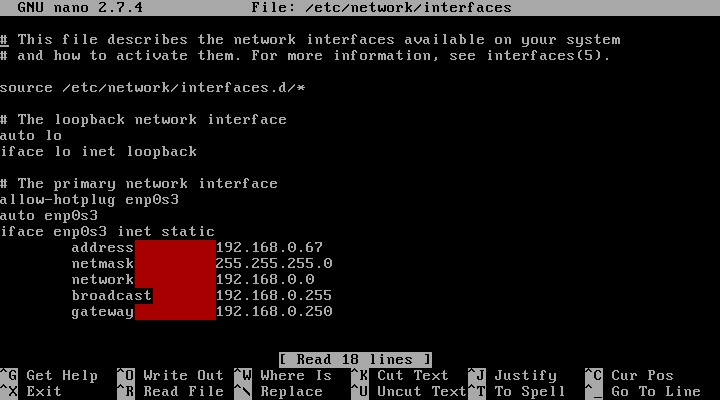 GNU nano 2.7.4 File: /etc/network/interfaces
# This file describes the network interfaces available on your system
# and how to activate them. For more information, see interfaces(5).
source /etc/network/interfaces.d/*
# The loopback network interface
auto lo
iface lo inet loopback
# The primary network interface
allow-hotplug enp0s3
auto enp0s3
iface enp0s3 inet static
address 192.168.0.67
netmask 255.255.255.0
network 192.168.0.0
broadcast 192.168.0.255
gateway 192.168.0.250
[ Read 18 lines ]
^G Get Help ^O Write Out ^W Where Is ^K Cut Text ^J Justify ^C Cur Pos
^X Exit ^R Read File ^\ Replace ^U Uncut Text ^T To Spell ^_ Go To Line